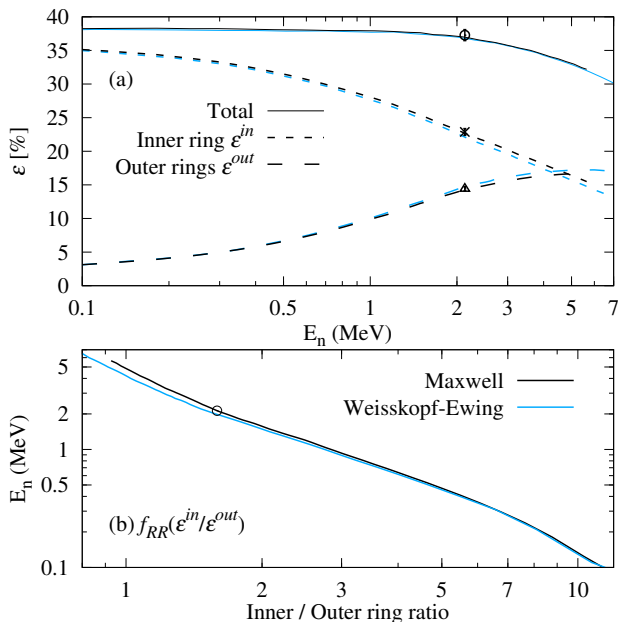 40
35
30
25
20
15
10
5
0
ε [%]
(a)
Total
Inner ring ε^in
Outer rings ε^out
0.1 0.5 1 2 3 5 7
E_n (MeV)
5
2
1
0.5
0.1
E_n (MeV)
Maxwell
Weisskopf-Ewing
(b) f_RR(ε^in/ε^out)
1 2 3 5 7 10
Inner / Outer ring ratio